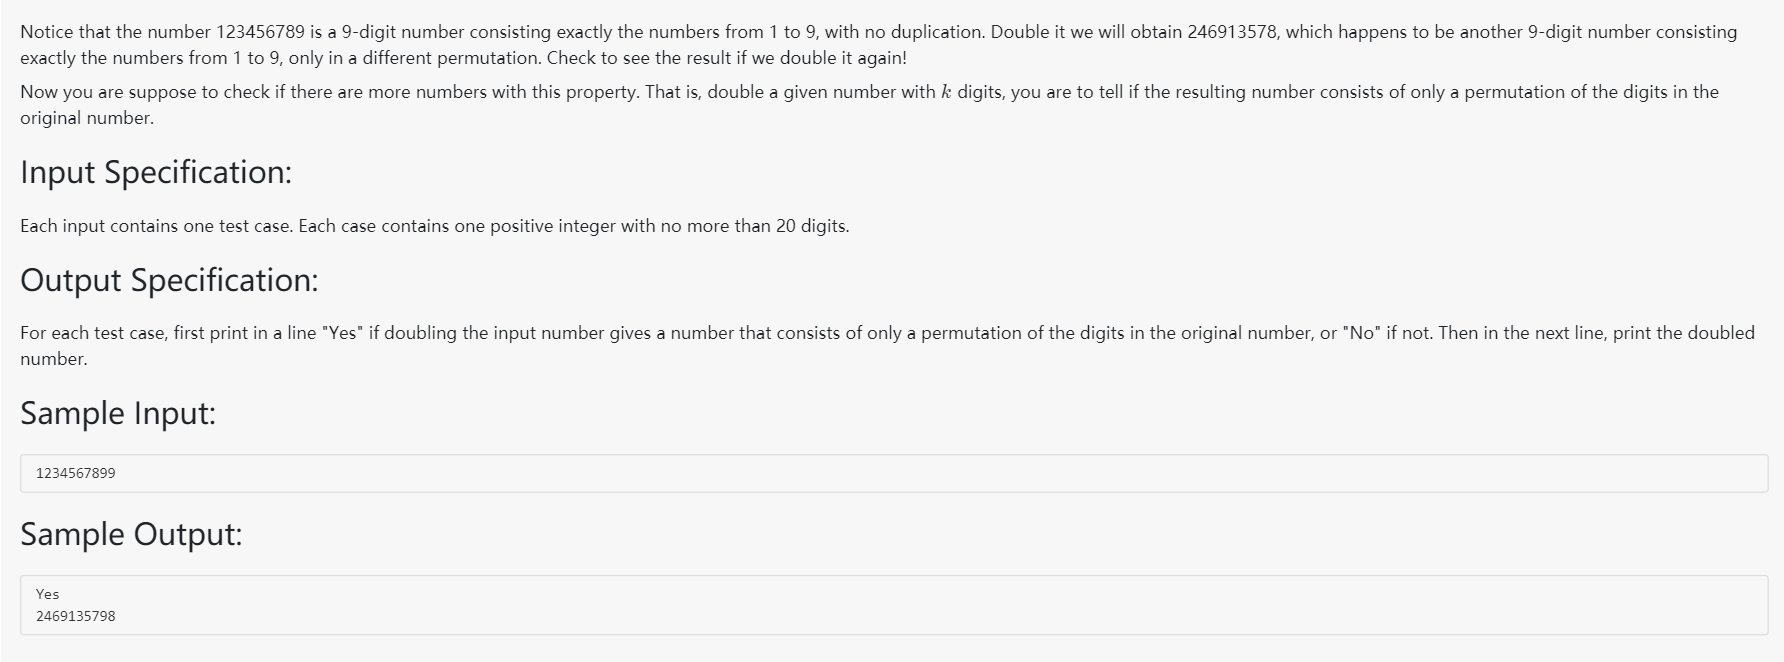 Notice that the number 123456789 is a 9-digit number consisting exactly the numbers from 1 to 9, with no duplication. Double it we will obtain 246913578, which happens to be another 9-digit number consisting
exactly the numbers from 1 to 9, only in a different permutation. Check to see the result if we double it again!
Now you are suppose to check if there are more numbers with this property. That is, double a given number with k digits, you are to tell if the resulting number consists of only a permutation of the digits in the
original number.
Input Specification:
Each input contains one test case. Each case contains one positive integer with no more than 20 digits.
Output Specification:
For each test case, first print in a line "Yes" if doubling the input number gives a number that consists of only a permutation of the digits in the original number, or "No" if not. Then in the next line, print the doubled
number.
Sample Input:
1234567899
Sample Output:
Yes
2469135798